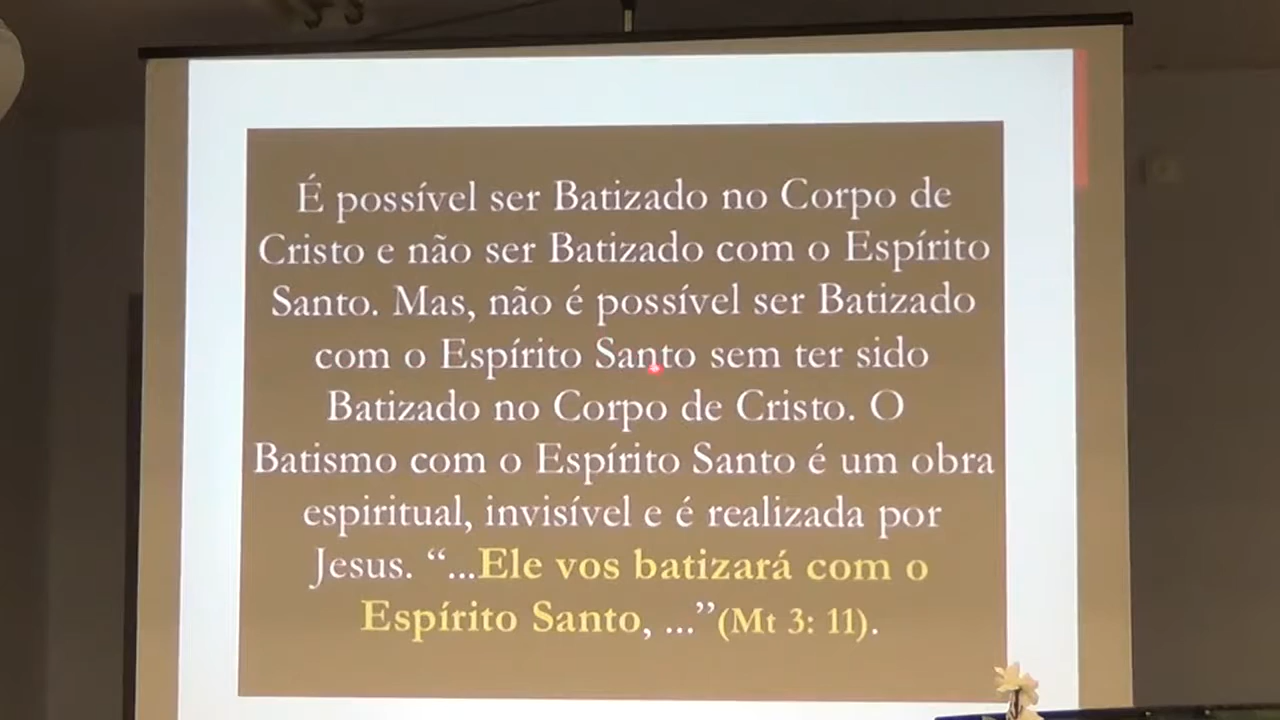 É possível ser Batizado no Corpo de
Cristo e não ser Batizado com o Espírito
Santo. Mas, não é possível ser Batizado
com o Espírito Santo sem ter sido
Batizado no Corpo de Cristo. O
Batismo com o Espírito Santo é um obra
espiritual, invisível e é realizada por
Jesus. “...Ele vos batizará com o
Espírito Santo, ...”(Mt 3: 11).